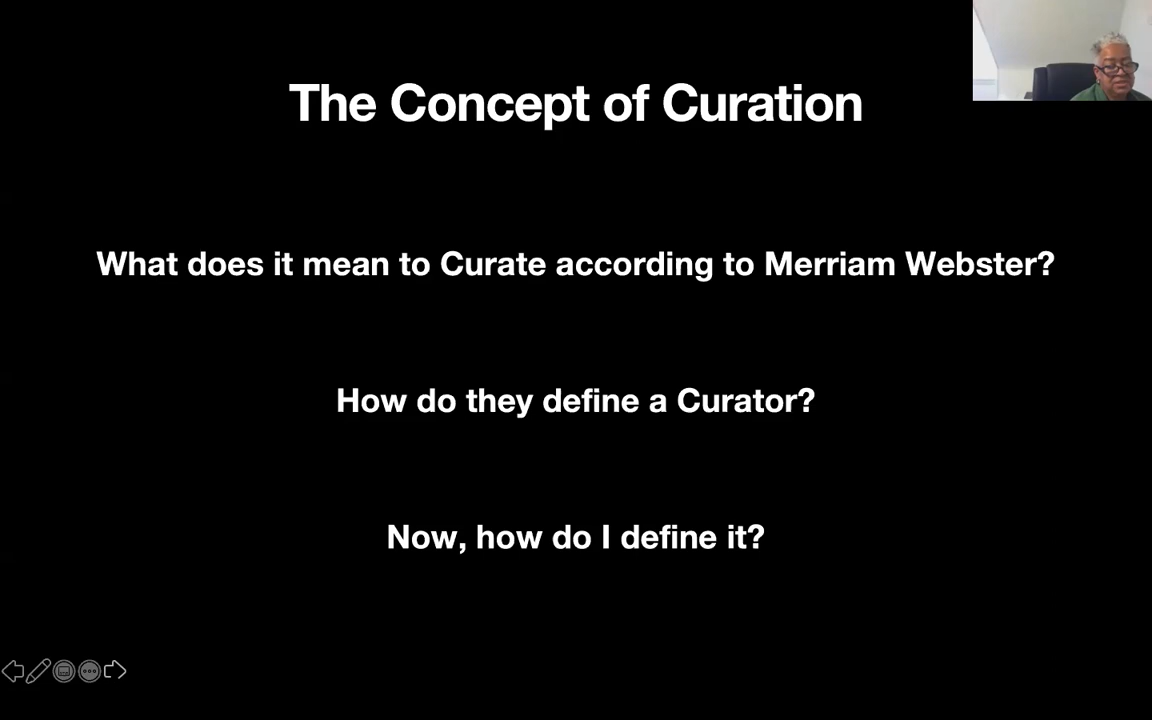 The Concept of Curation
What does it mean to Curate according to Merriam Webster?
How do they define a Curator?
Now, how do I define it?